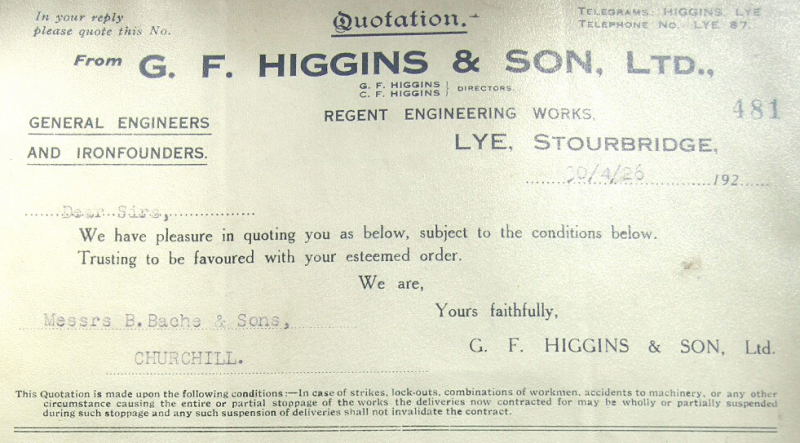 In your reply
please quote this No.
Quotation.
TELEGRAMS: HIGGINS, LYE
TELEPHONE NO. LYE 87.
From G. F. HIGGINS & SON, LTD.,
G. F. HIGGINS } DIRECTORS.
C. F. HIGGINS }
GENERAL ENGINEERS
AND IRONFOUNDERS.
REGENT ENGINEERING WORKS,
481
LYE, STOURBRIDGE,
30/4/26 192
Dear Sirs,
We have pleasure in quoting you as below, subject to the conditions below.
Trusting to be favoured with your esteemed order.
We are,
Yours faithfully,
Messrs B.Bache & Sons,
G. F. HIGGINS & SON, Ltd.
CHURCHILL.
This Quotation is made upon the following conditions:—In case of strikes, lock-outs, combinations of workmen, accidents to machinery, or any other
circumstance causing the entire or partial stoppage of the works the deliveries now contracted for may be wholly or partially suspended
during such stoppage and any such suspension of deliveries shall not invalidate the contract.